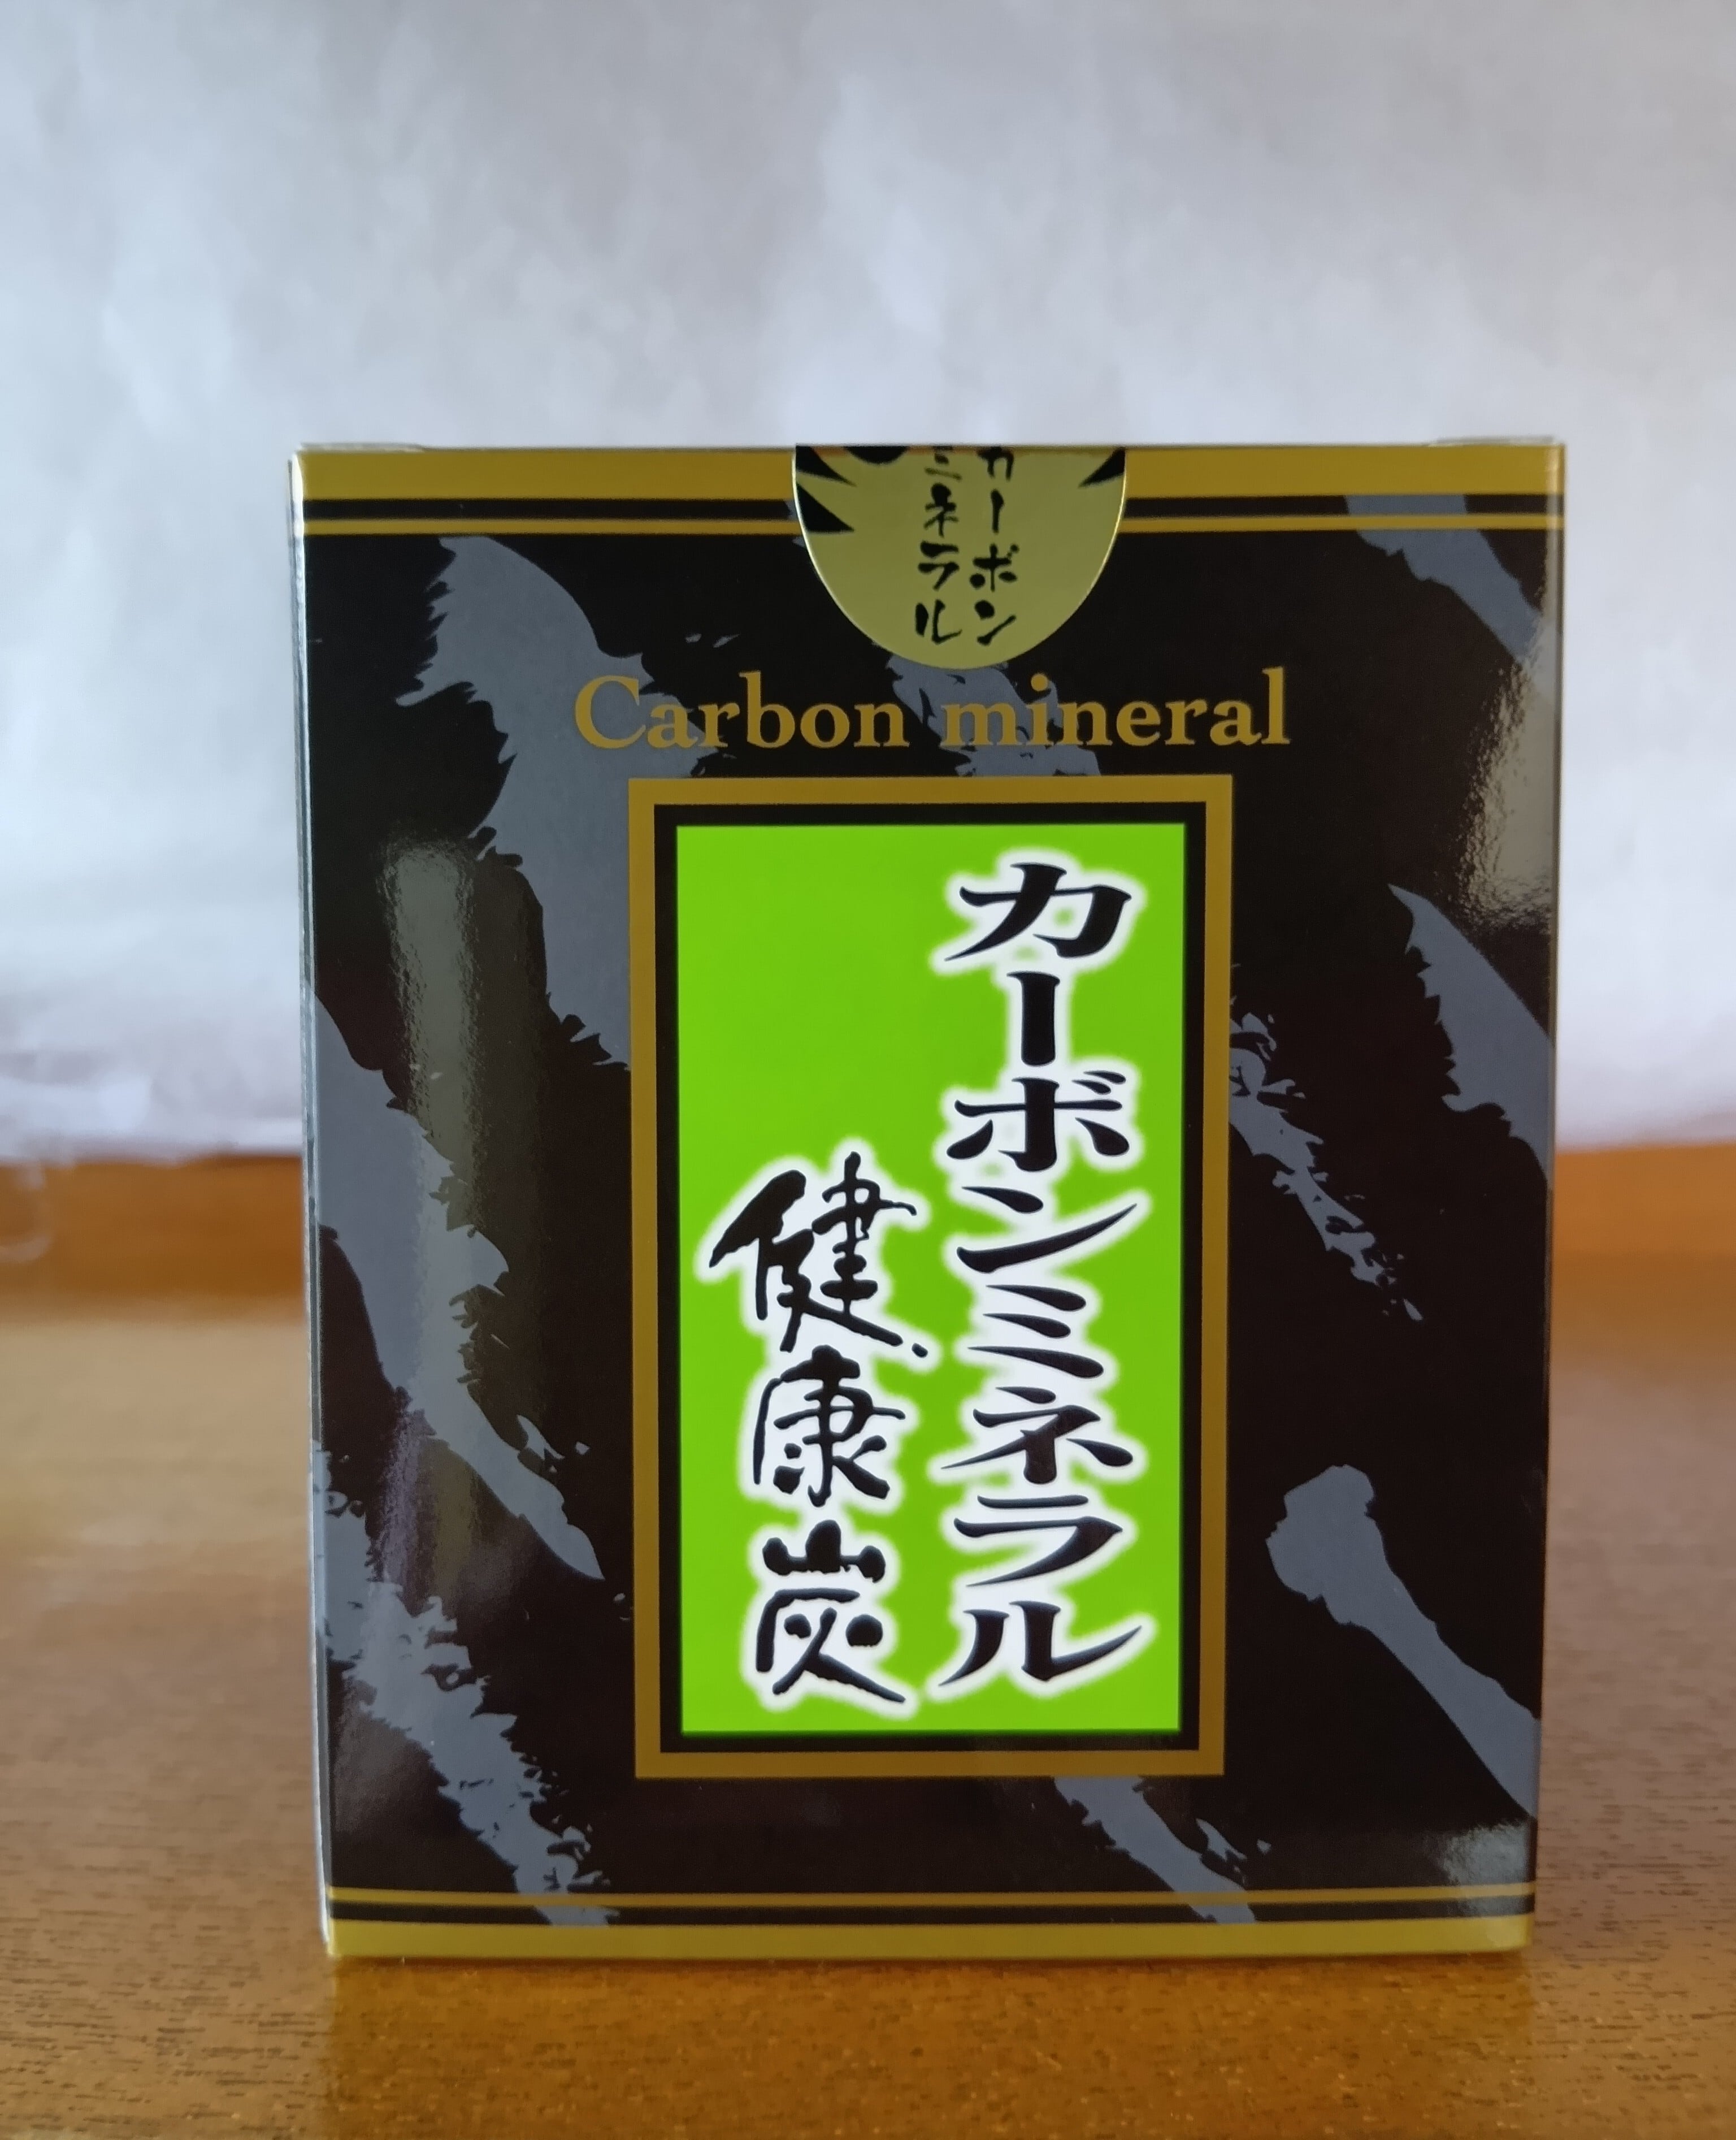 カーボン
ミネラル
Carbon mineral
カーボンミネラル
健康炭